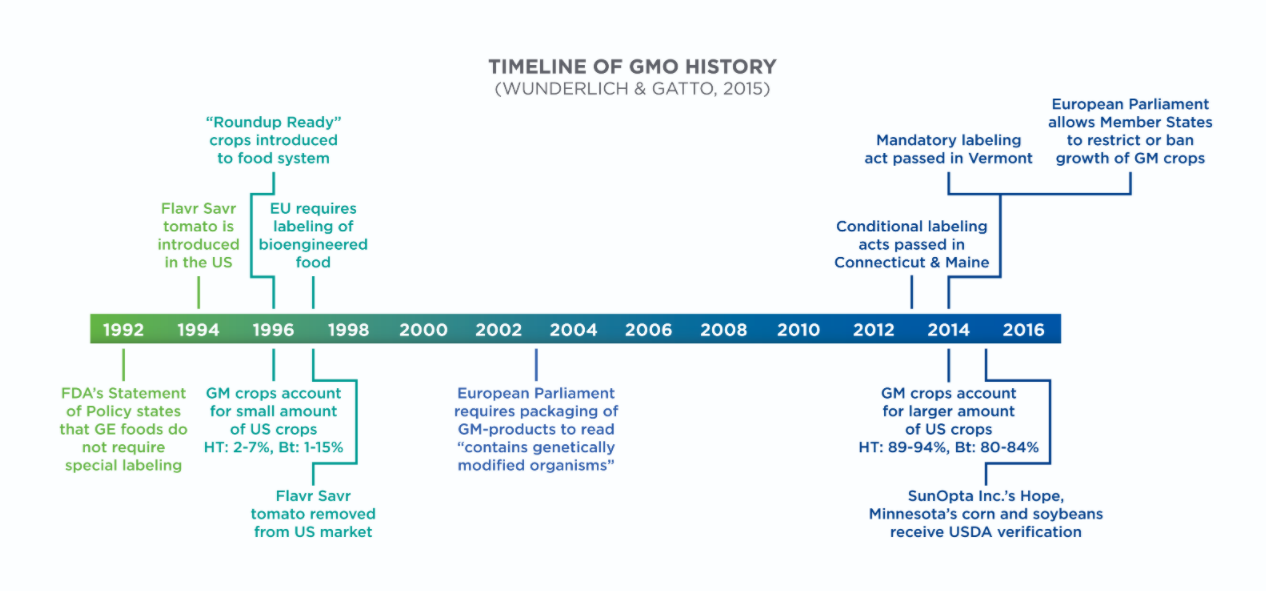 TIMELINE OF GMO HISTORY
(WUNDERLICH & GATTO, 2015)
“Roundup Ready”
crops introduced
to food system
Flavr Savr
tomato is
introduced
in the US
EU requires
labeling of
bioengineered
food
Conditional labeling
acts passed in
Connecticut & Maine
Mandatory labeling
act passed in Vermont
European Parliament
allows Member States
to restrict or ban
growth of GM crops
1992 1994 1996 1998 2000 2002 2004 2006 2008 2010 2012 2014 2016
FDA’s Statement
of Policy states
that GE foods do
not require
special labeling
GM crops account
for small amount
of US crops
HT: 2-7%, Bt: 1-15%
Flavr Savr
tomato removed
from US market
European Parliament
requires packaging of
GM-products to read
“contains genetically
modified organisms”
GM crops account
for larger amount
of US crops
HT: 89-94%, Bt: 80-84%
SunOpta Inc.’s Hope,
Minnesota’s corn and soybeans
receive USDA verification